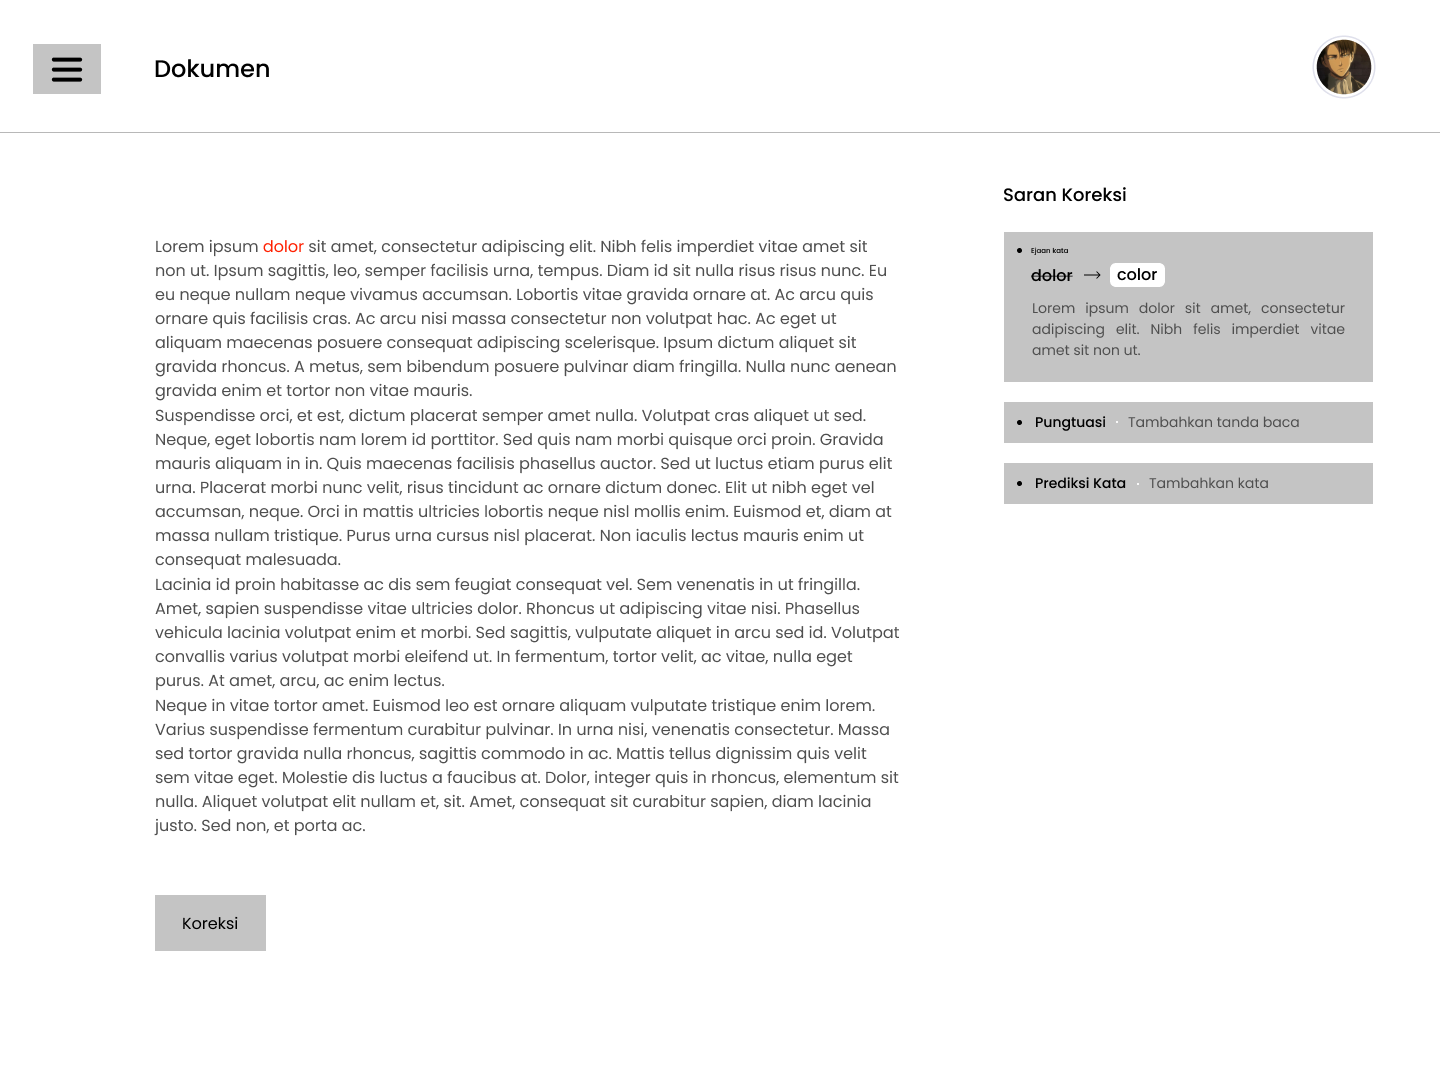 Dokumen
Lorem ipsum dolor sit amet, consectetur adipiscing elit. Nibh felis imperdiet vitae amet sit
non ut. Ipsum sagittis, leo, semper facilisis urna, tempus. Diam id sit nulla risus risus nunc. Eu
eu neque nullam neque vivamus accumsan. Lobortis vitae gravida ornare at. Ac arcu quis
ornare quis facilisis cras. Ac arcu nisi massa consectetur non volutpat hac. Ac eget ut
aliquam maecenas posuere consequat adipiscing scelerisque. Ipsum dictum aliquet sit
gravida rhoncus. A metus, sem bibendum posuere pulvinar diam fringilla. Nulla nunc aenean
gravida enim et tortor non vitae mauris.
Suspendisse orci, et est, dictum placerat semper amet nulla. Volutpat cras aliquet ut sed.
Neque, eget lobortis nam lorem id porttitor. Sed quis nam morbi quisque orci proin. Gravida
mauris aliquam in in. Quis maecenas facilisis phasellus auctor. Sed ut luctus etiam purus elit
urna. Placerat morbi nunc velit, risus tincidunt ac ornare dictum donec. Elit ut nibh eget vel
accumsan, neque. Orci in mattis ultricies lobortis neque nisl mollis enim. Euismod et, diam at
massa nullam tristique. Purus urna cursus nisl placerat. Non iaculis lectus mauris enim ut
consequat malesuada.
Lacinia id proin habitasse ac dis sem feugiat consequat vel. Sem venenatis in ut fringilla.
Amet, sapien suspendisse vitae ultricies dolor. Rhoncus ut adipiscing vitae nisi. Phasellus
vehicula lacinia volutpat enim et morbi. Sed sagittis, vulputate aliquet in arcu sed id. Volutpat
convallis varius volutpat morbi eleifend ut. In fermentum, tortor velit, ac vitae, nulla eget
purus. At amet, arcu, ac enim lectus.
Neque in vitae tortor amet. Euismod leo est ornare aliquam vulputate tristique enim lorem.
Varius suspendisse fermentum curabitur pulvinar. In urna nisi, venenatis consectetur. Massa
sed tortor gravida nulla rhoncus, sagittis commodo in ac. Mattis tellus dignissim quis velit
sem vitae eget. Molestie dis luctus a faucibus at. Dolor, integer quis in rhoncus, elementum sit
nulla. Aliquet volutpat elit nullam et, sit. Amet, consequat sit curabitur sapien, diam lacinia
justo. Sed non, et porta ac.
Koreksi
Saran Koreksi
• Ejaan kata
dolor → color
Lorem ipsum dolor sit amet, consectetur
adipiscing elit. Nibh felis imperdiet vitae
amet sit non ut.
• Pungtuasi · Tambahkan tanda baca
• Prediksi Kata · Tambahkan kata